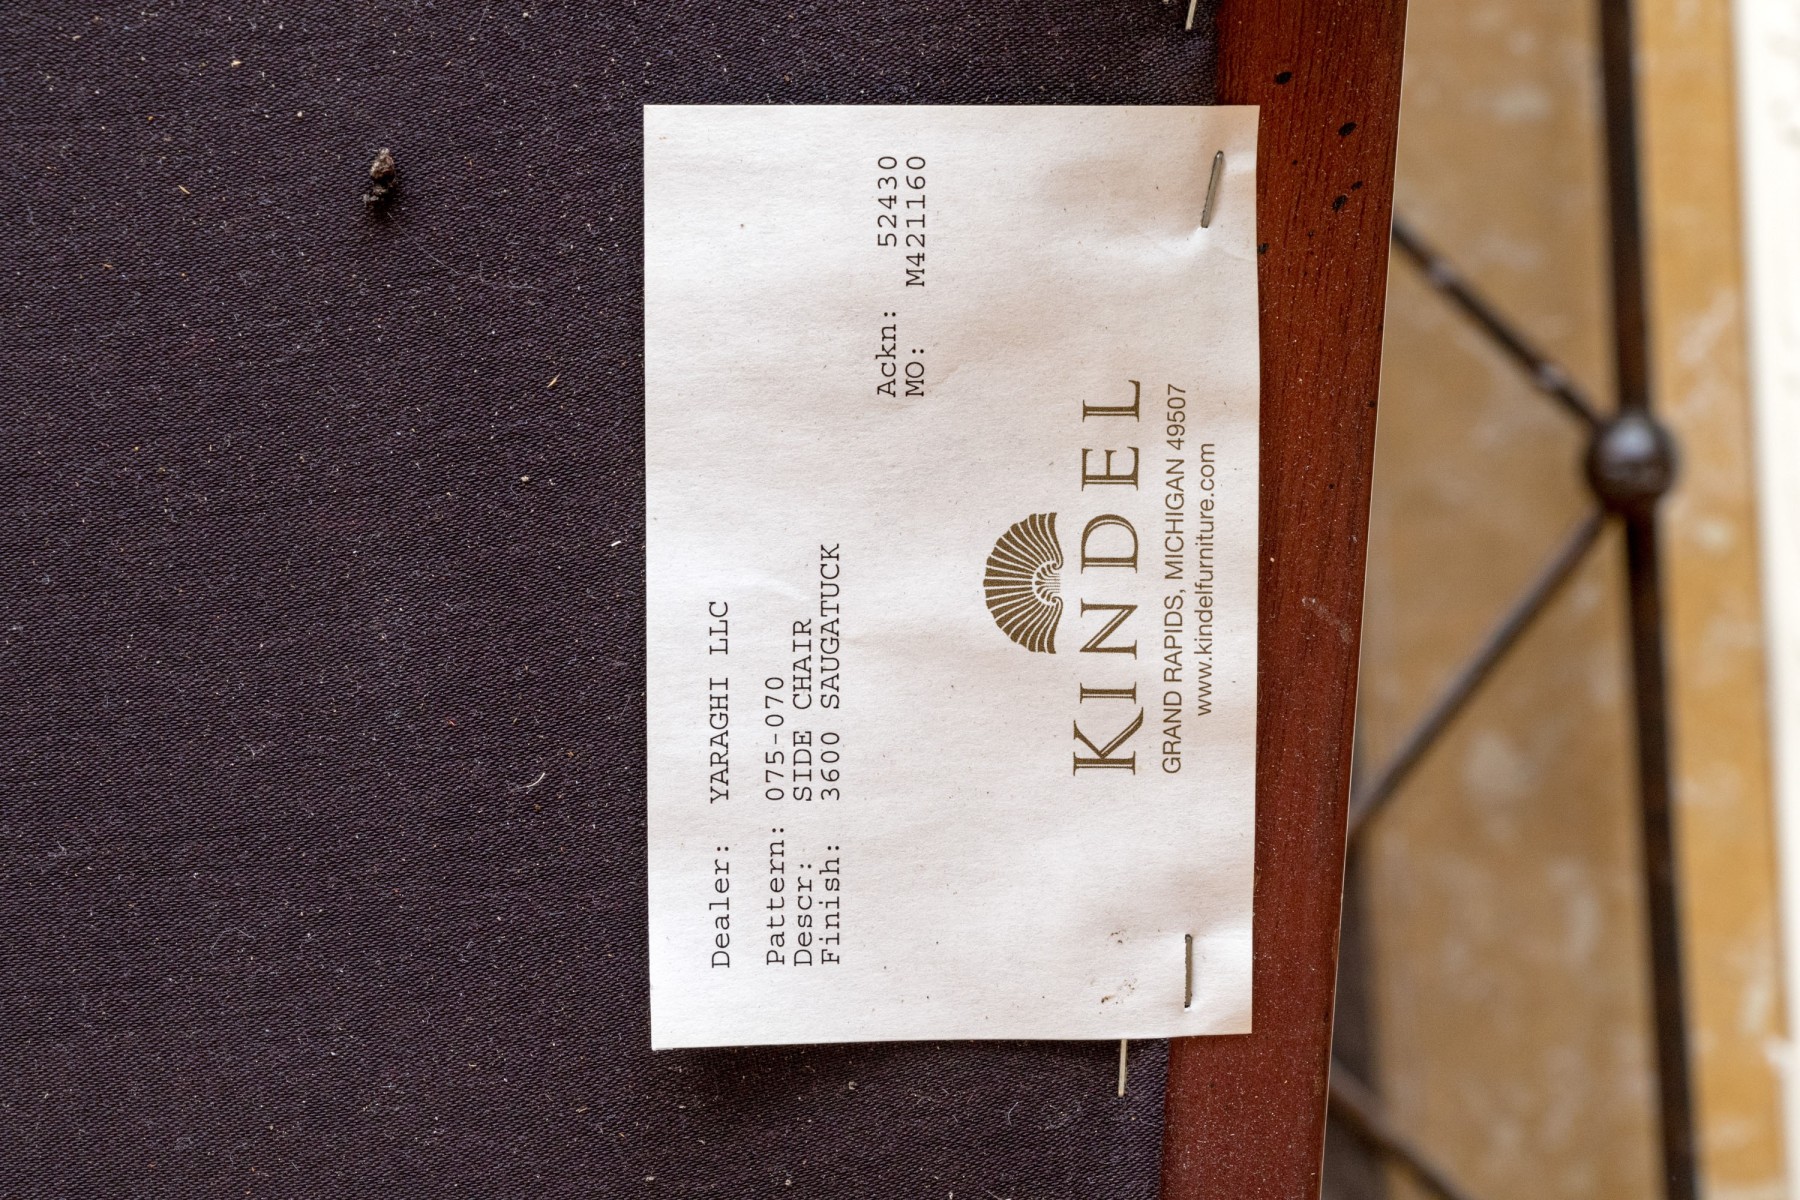 Dealer: YARAGHI LLC
Pattern: 075-070
Descr: SIDE CHAIR
Finish: 3600 SAUGATUCK
Ackn: 52430
MO: M421160
KINDEL
GRAND RAPIDS, MICHIGAN 49507
www.kindelfurniture.com